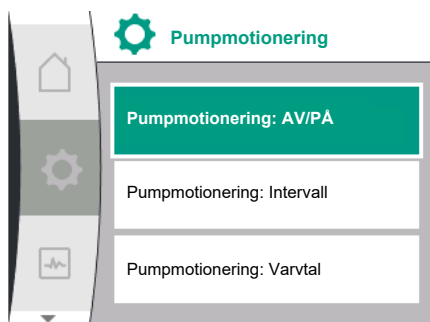 Pumpmotionering
Pumpmotionering: AV/PÅ
Pumpmotionering: Intervall
Pumpmotionering: Varvtal